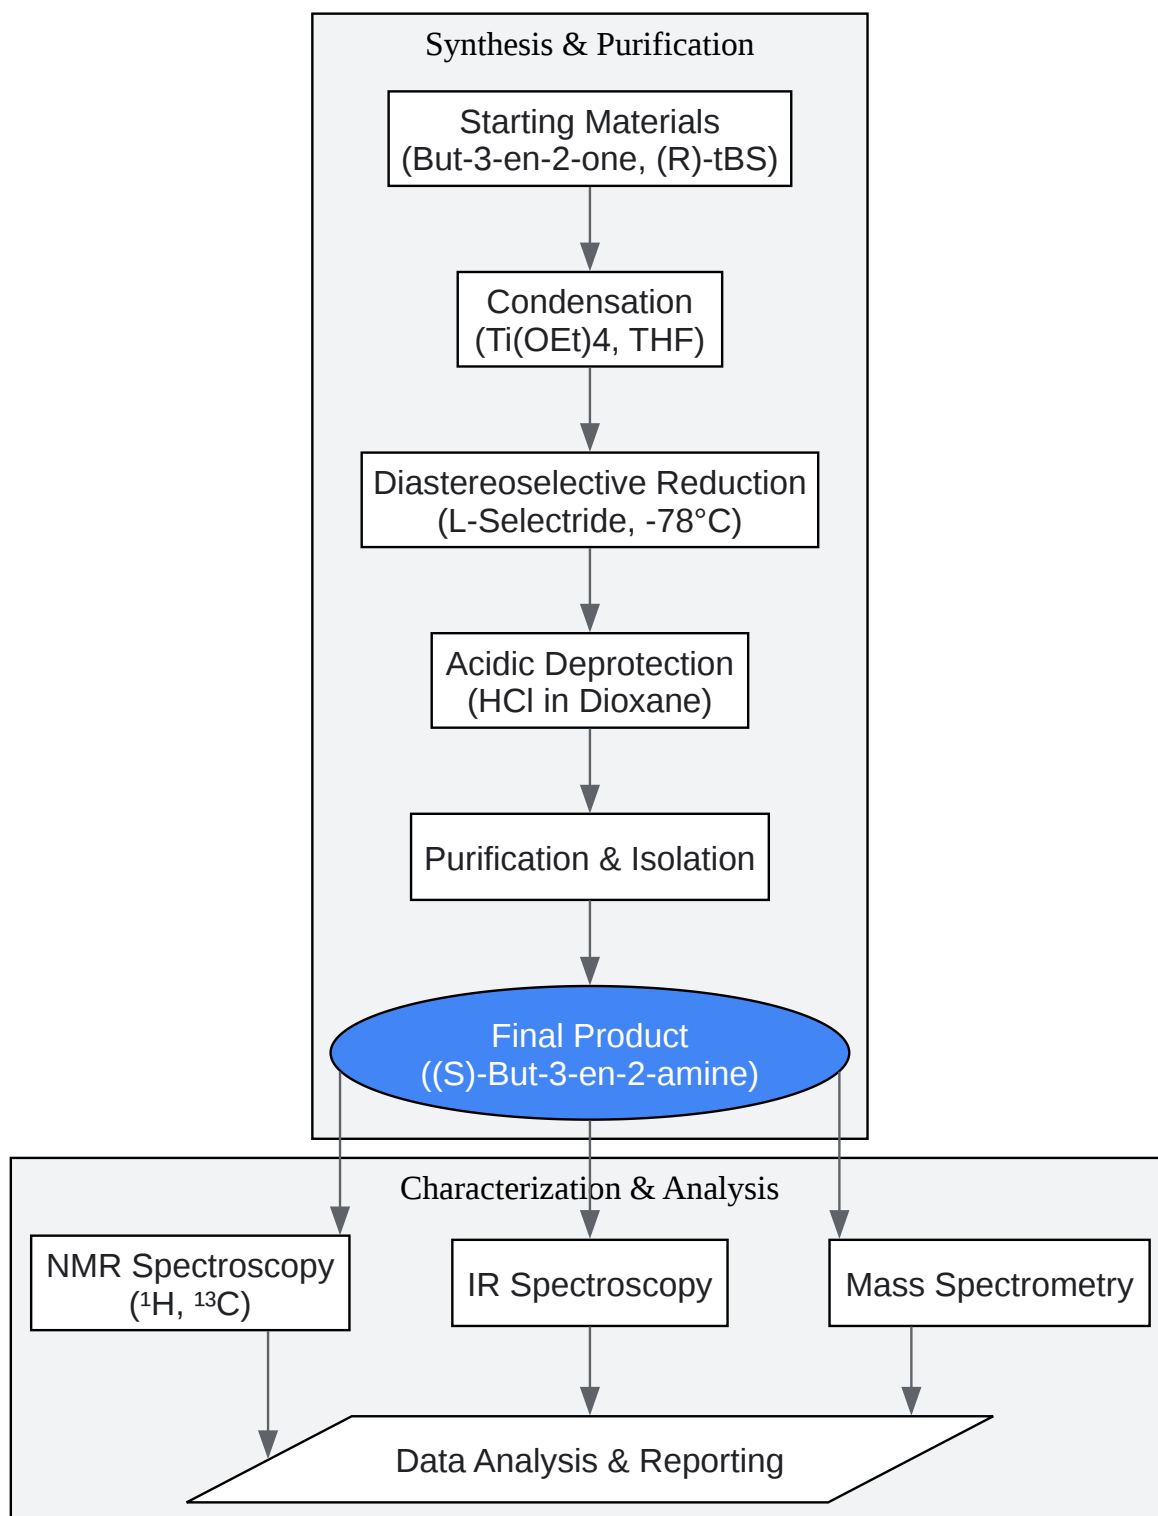 Synthesis & Purification
Starting Materials
(But-3-en-2-one, (R)-tBS)
Condensation
(Ti(OEt)4, THF)
Diastereoselective Reduction
(L-Selectride, -78°C)
Acidic Deprotection
(HCl in Dioxane)
Purification & Isolation
Final Product
((S)-But-3-en-2-amine)
Characterization & Analysis
NMR Spectroscopy
(¹H, ¹³C)
IR Spectroscopy
Mass Spectrometry
Data Analysis & Reporting